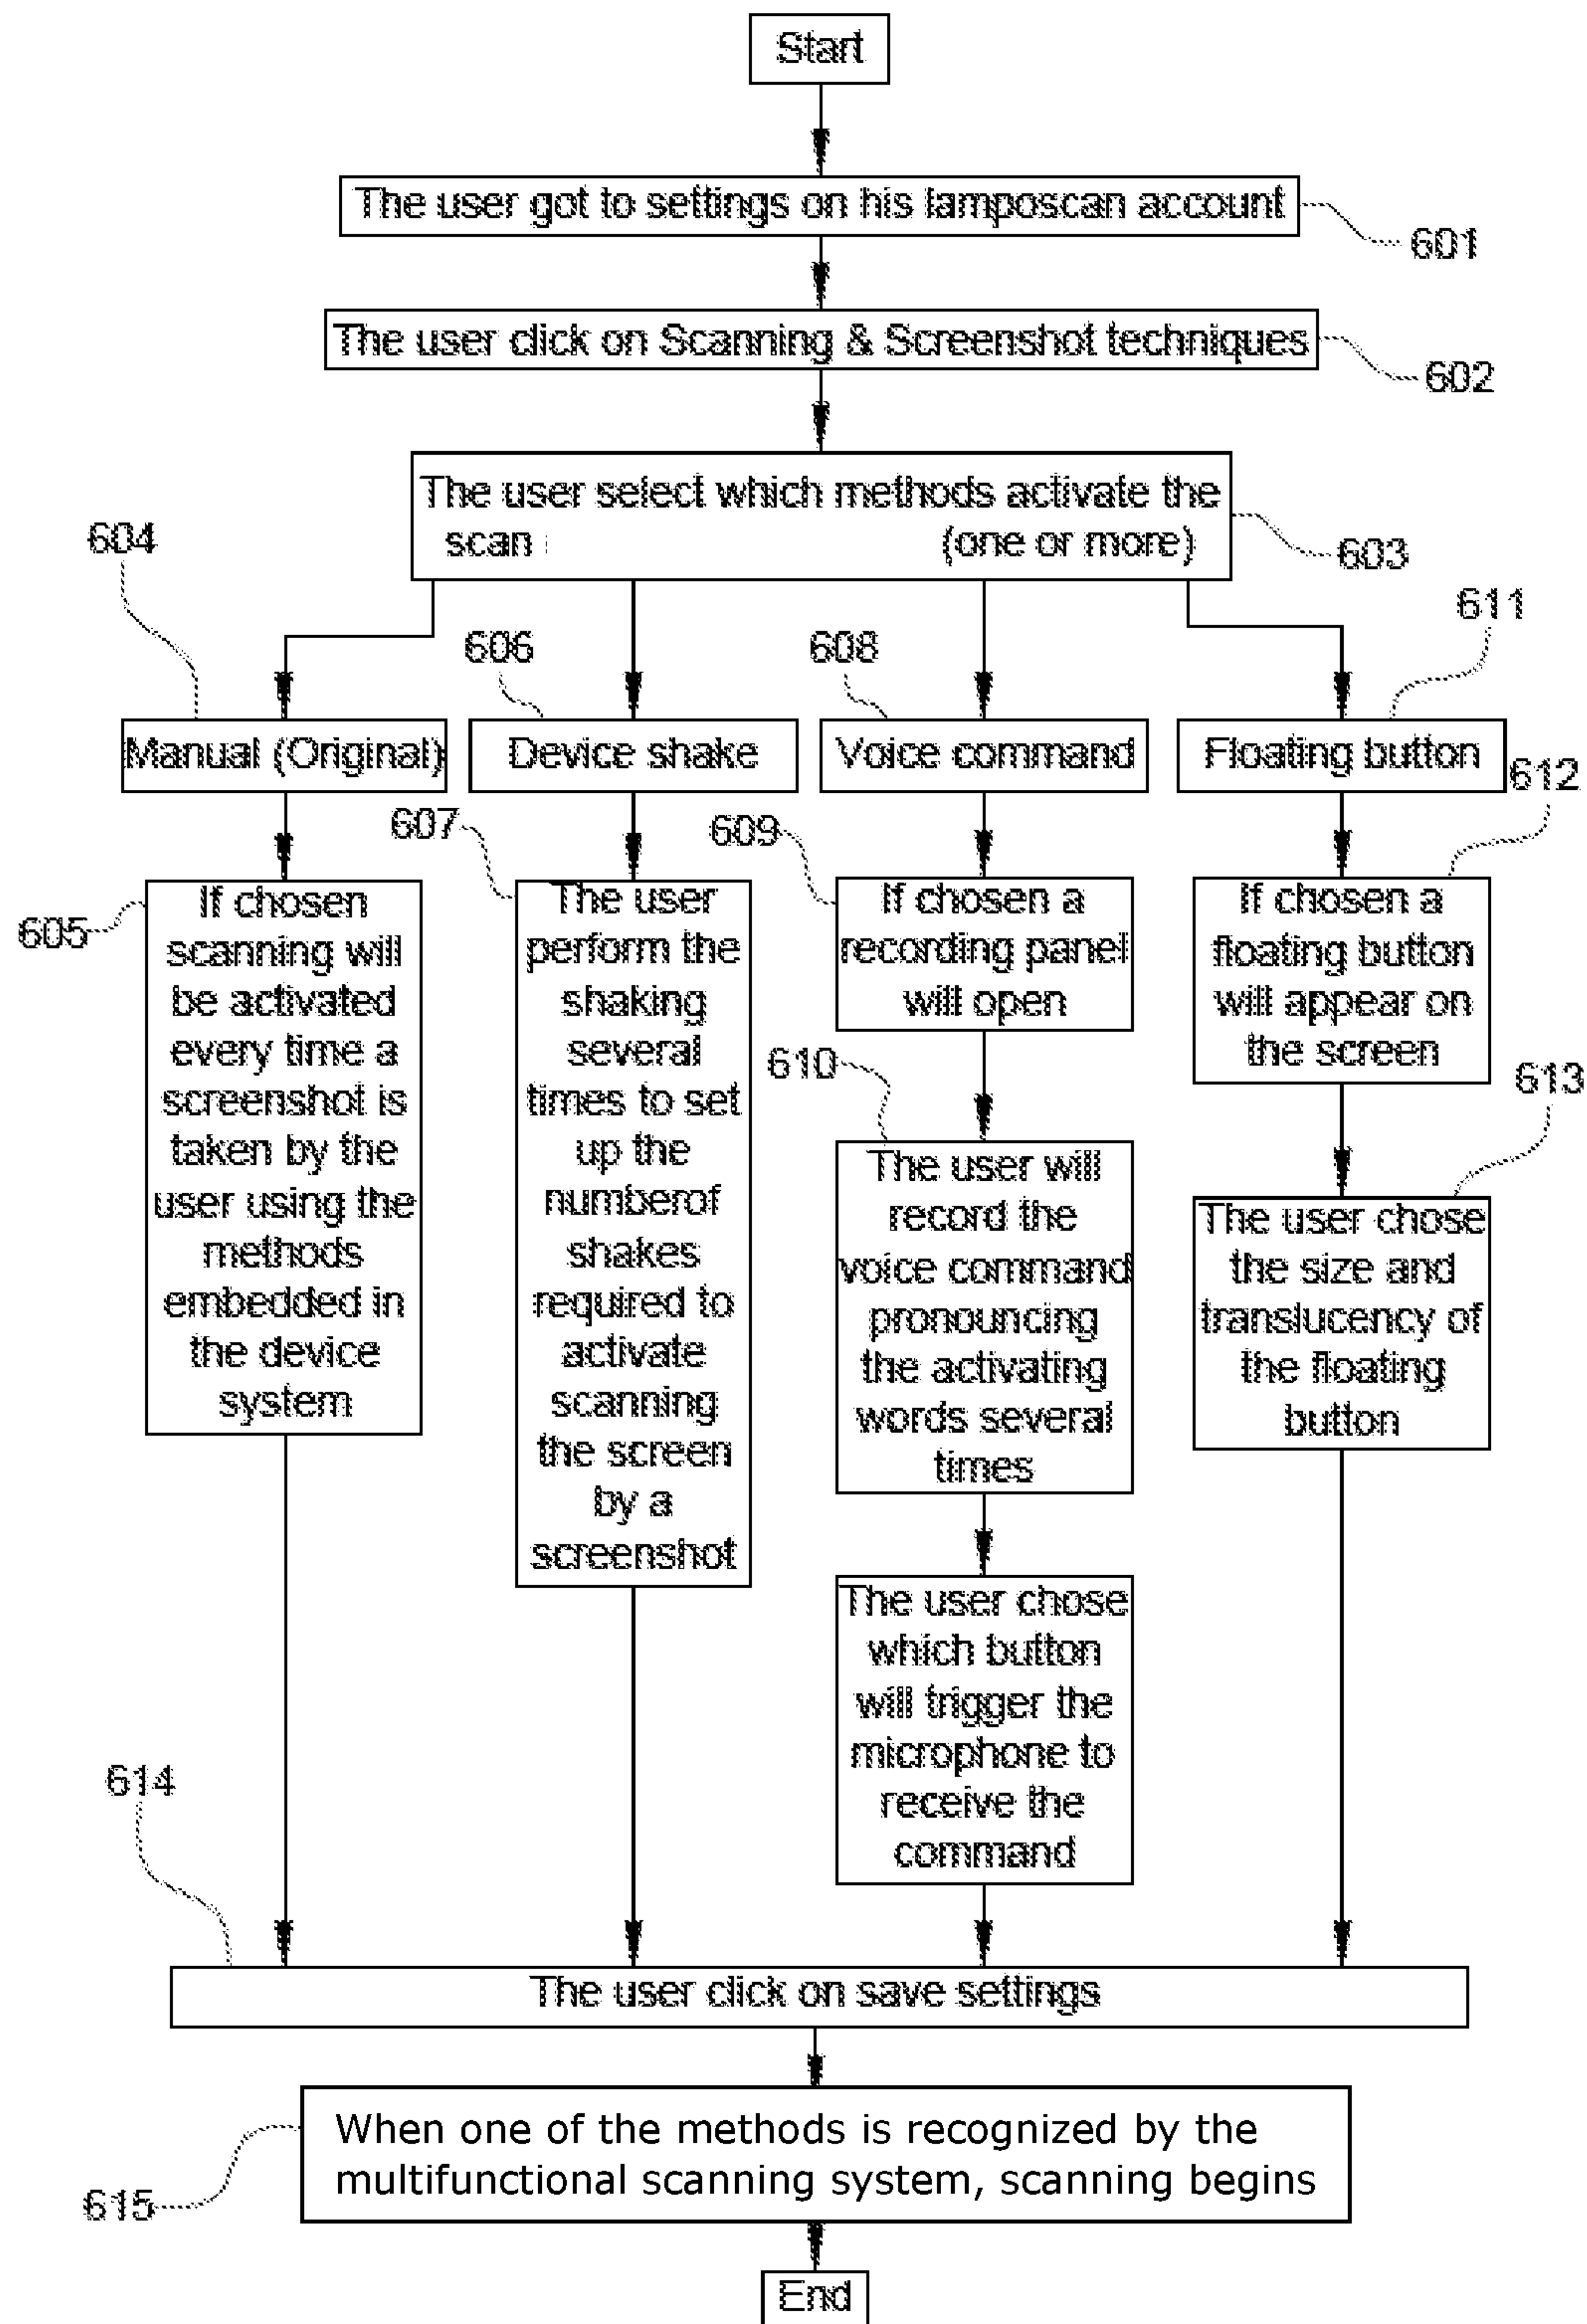 Start
The user got to settings on his lamposcan account
601
The user click on Scanning & Screenshot techniques
602
The user select which methods activate the
scan (one or more)
603
604
606
608
611
Manual (Original)
Device shake
Voice command
Floating button
605
If chosen
scanning will
be activated
every time a
screenshot is
taken by the
user using the
methods
embedded in
the device
system
607
The user
perform the
shaking
several
times to set
up the
numberof
shakes
required to
activate
scanning
the screen
by a
screenshot
609
If chosen a
recording panel
will open
610
The user will
record the
voice command
pronouncing
the activating
words several
times
The user chose
which button
will trigger the
microphone to
receive the
command
612
If chosen a
floating button
will appear on
the screen
613
The user chose
the size and
translucency of
the floating
button
614
The user click on save settings
615
When one of the methods is recognized by the
multifunctional scanning system, scanning begins
End